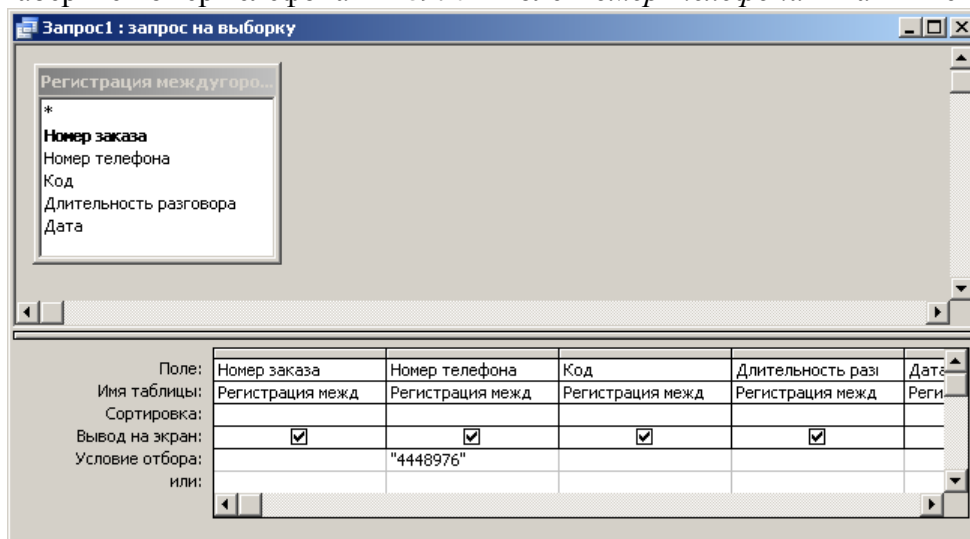 Запрос1 : запрос на выборку
Регистрация междугоро...
*
Номер заказа
Номер телефона
Код
Длительность разговора
Дата
Поле: Номер заказа Номер телефона Код Длительность разі Дата
Имя таблицы: Регистрация межд Регистрация межд Регистрация межд Регистрация межд Реги
Сортировка:
Вывод на экран:
Условие отбора: "4448976"
или: